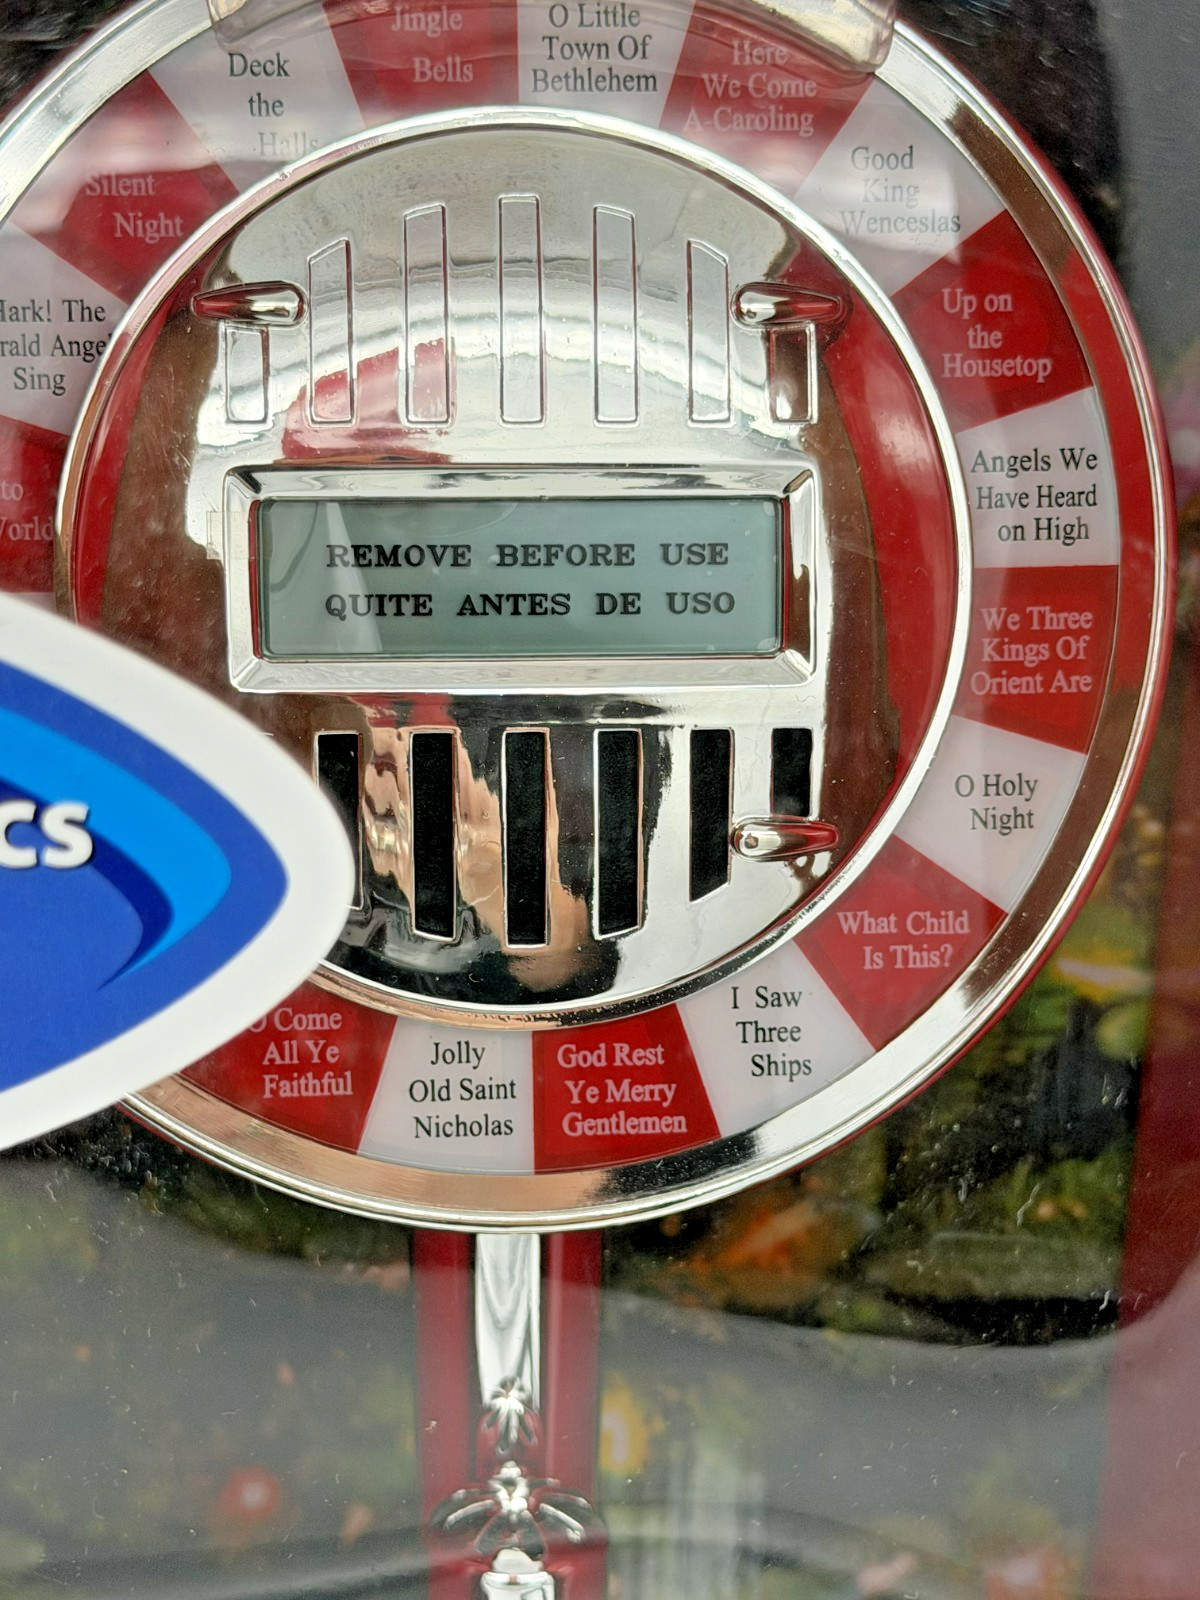 Jingle
Bells
O Little
Town Of
Bethlehem
Here
We Come
A-Caroling
Good
King
Wenceslas
Up on
the
Housetop
Angels We
Have Heard
on High
We Three
Kings Of
Orient Are
O Holy
Night
What Child
Is This?
I Saw
Three
Ships
God Rest
Ye Merry
Gentlemen
Jolly
Old Saint
Nicholas
O Come
All Ye
Faithful
to
World
Hark! The
Sing
Silent
Night
Deck
the
Halls
REMOVE BEFORE USE
QUITE ANTES DE USO
cs